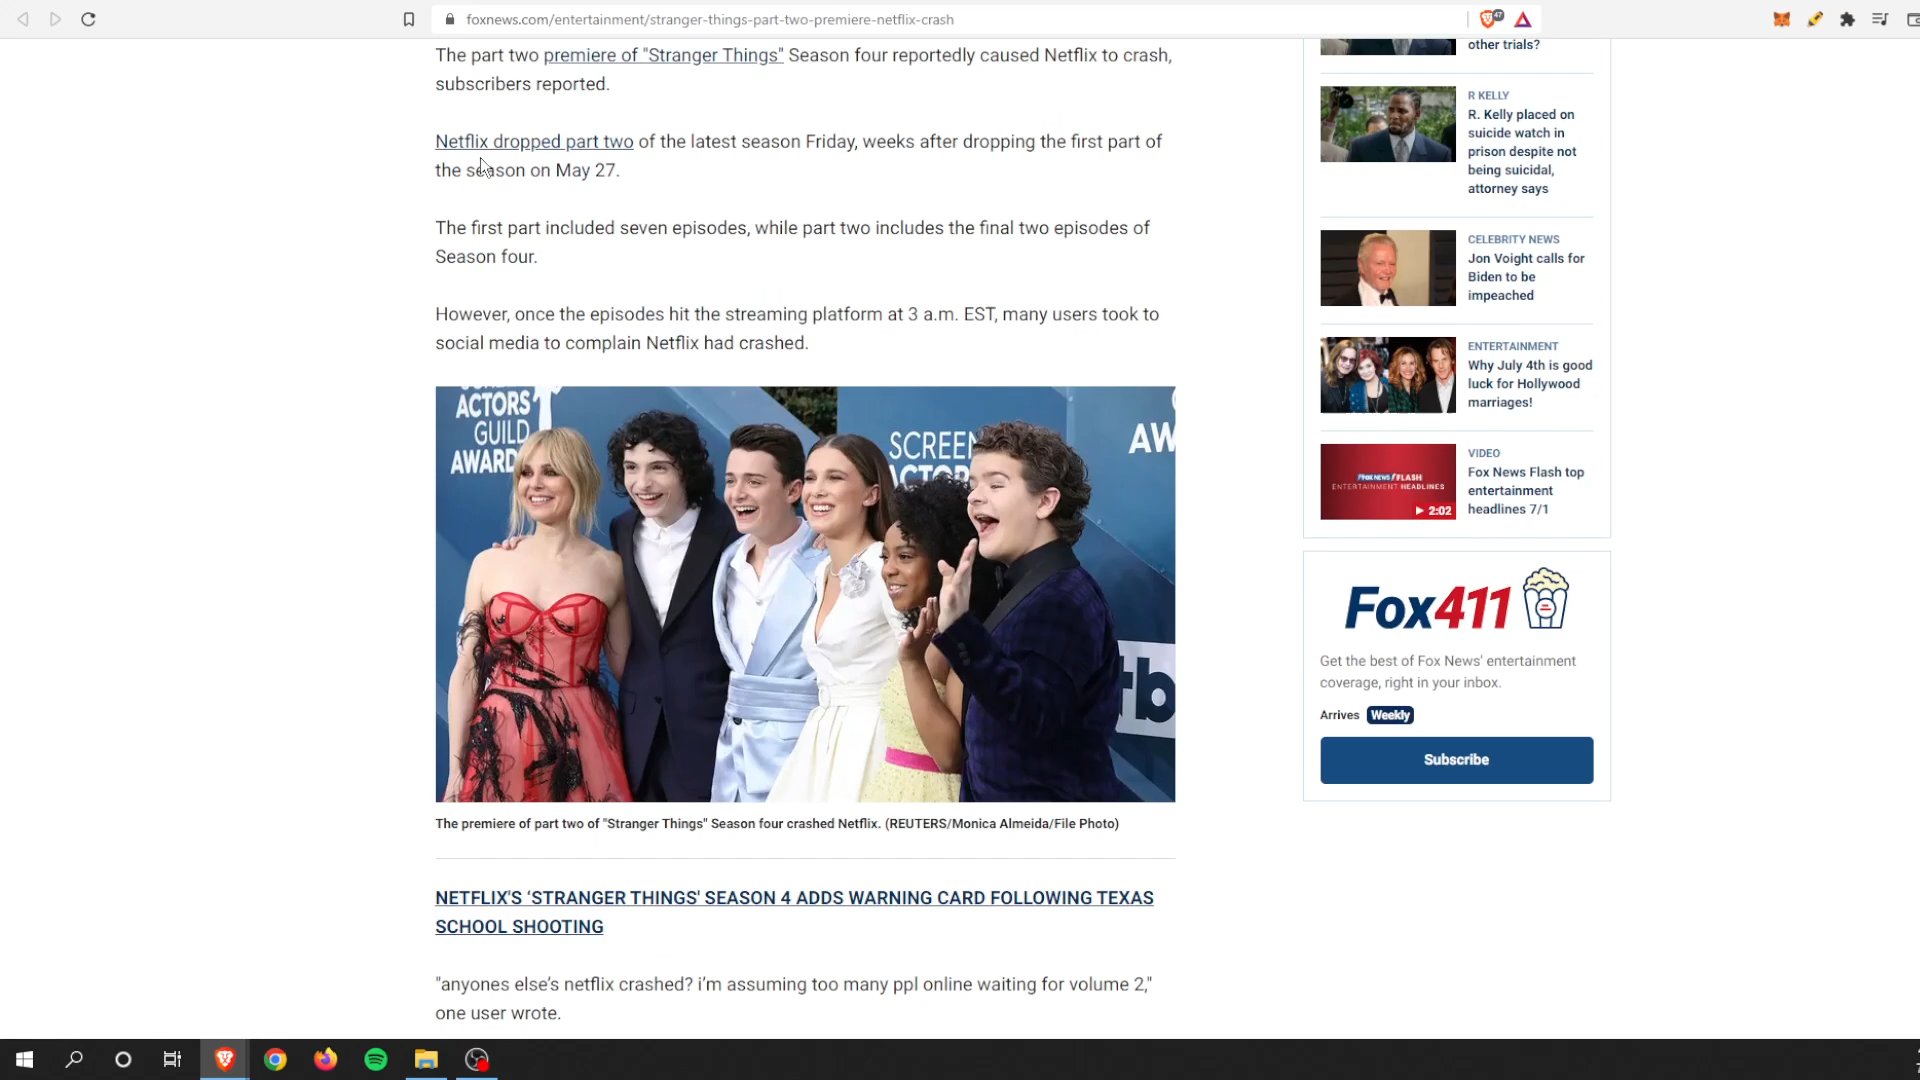 foxnews.com/entertainment/stranger-things-part-two-premiere-netflix-crash
47
The part two premiere of "Stranger Things" Season four reportedly caused Netflix to crash,
subscribers reported.
Netflix dropped part two of the latest season Friday, weeks after dropping the first part of
the season on May 27.
The first part included seven episodes, while part two includes the final two episodes of
Season four.
However, once the episodes hit the streaming platform at 3 a.m. EST, many users took to
social media to complain Netflix had crashed.
ACTORS
GUILD
AWARD
SCREEN
ACTOR
AW
tb
The premiere of part two of "Stranger Things" Season four crashed Netflix. (REUTERS/Monica Almeida/File Photo)
NETFLIX'S ‘STRANGER THINGS' SEASON 4 ADDS WARNING CARD FOLLOWING TEXAS
SCHOOL SHOOTING
"anyones else’s netflix crashed? i’m assuming too many ppl online waiting for volume 2,"
one user wrote.
other trials?
R KELLY
R. Kelly placed on
suicide watch in
prison despite not
being suicidal,
attorney says
CELEBRITY NEWS
Jon Voight calls for
Biden to be
impeached
ENTERTAINMENT
Why July 4th is good
luck for Hollywood
marriages!
FOX NEWS FLASH
ENTERTAINMENT HEADLINES
2:02
VIDEO
Fox News Flash top
entertainment
headlines 7/1
Fox411
Get the best of Fox News' entertainment
coverage, right in your inbox.
Arrives Weekly
Subscribe